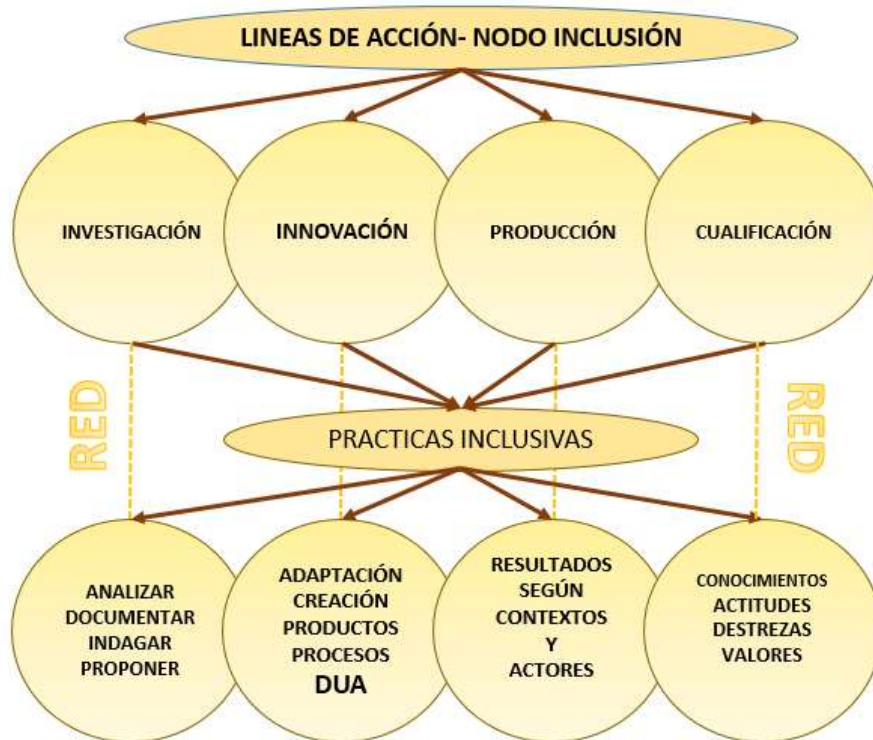 LINEAS DE ACCIÓN- NODO INCLUSIÓN
INVESTIGACIÓN
INNOVACIÓN
PRODUCCIÓN
CUALIFICACIÓN
RED
RED
PRACTICAS INCLUSIVAS
ANALIZAR
DOCUMENTAR
INDAGAR
PROPONER
ADAPTACIÓN
CREACIÓN
PRODUCTOS
PROCESOS
DUA
RESULTADOS
SEGÚN
CONTEXTOS
Y
ACTORES
CONOCIMIENTOS
ACTITUDES
DESTREZAS
VALORES